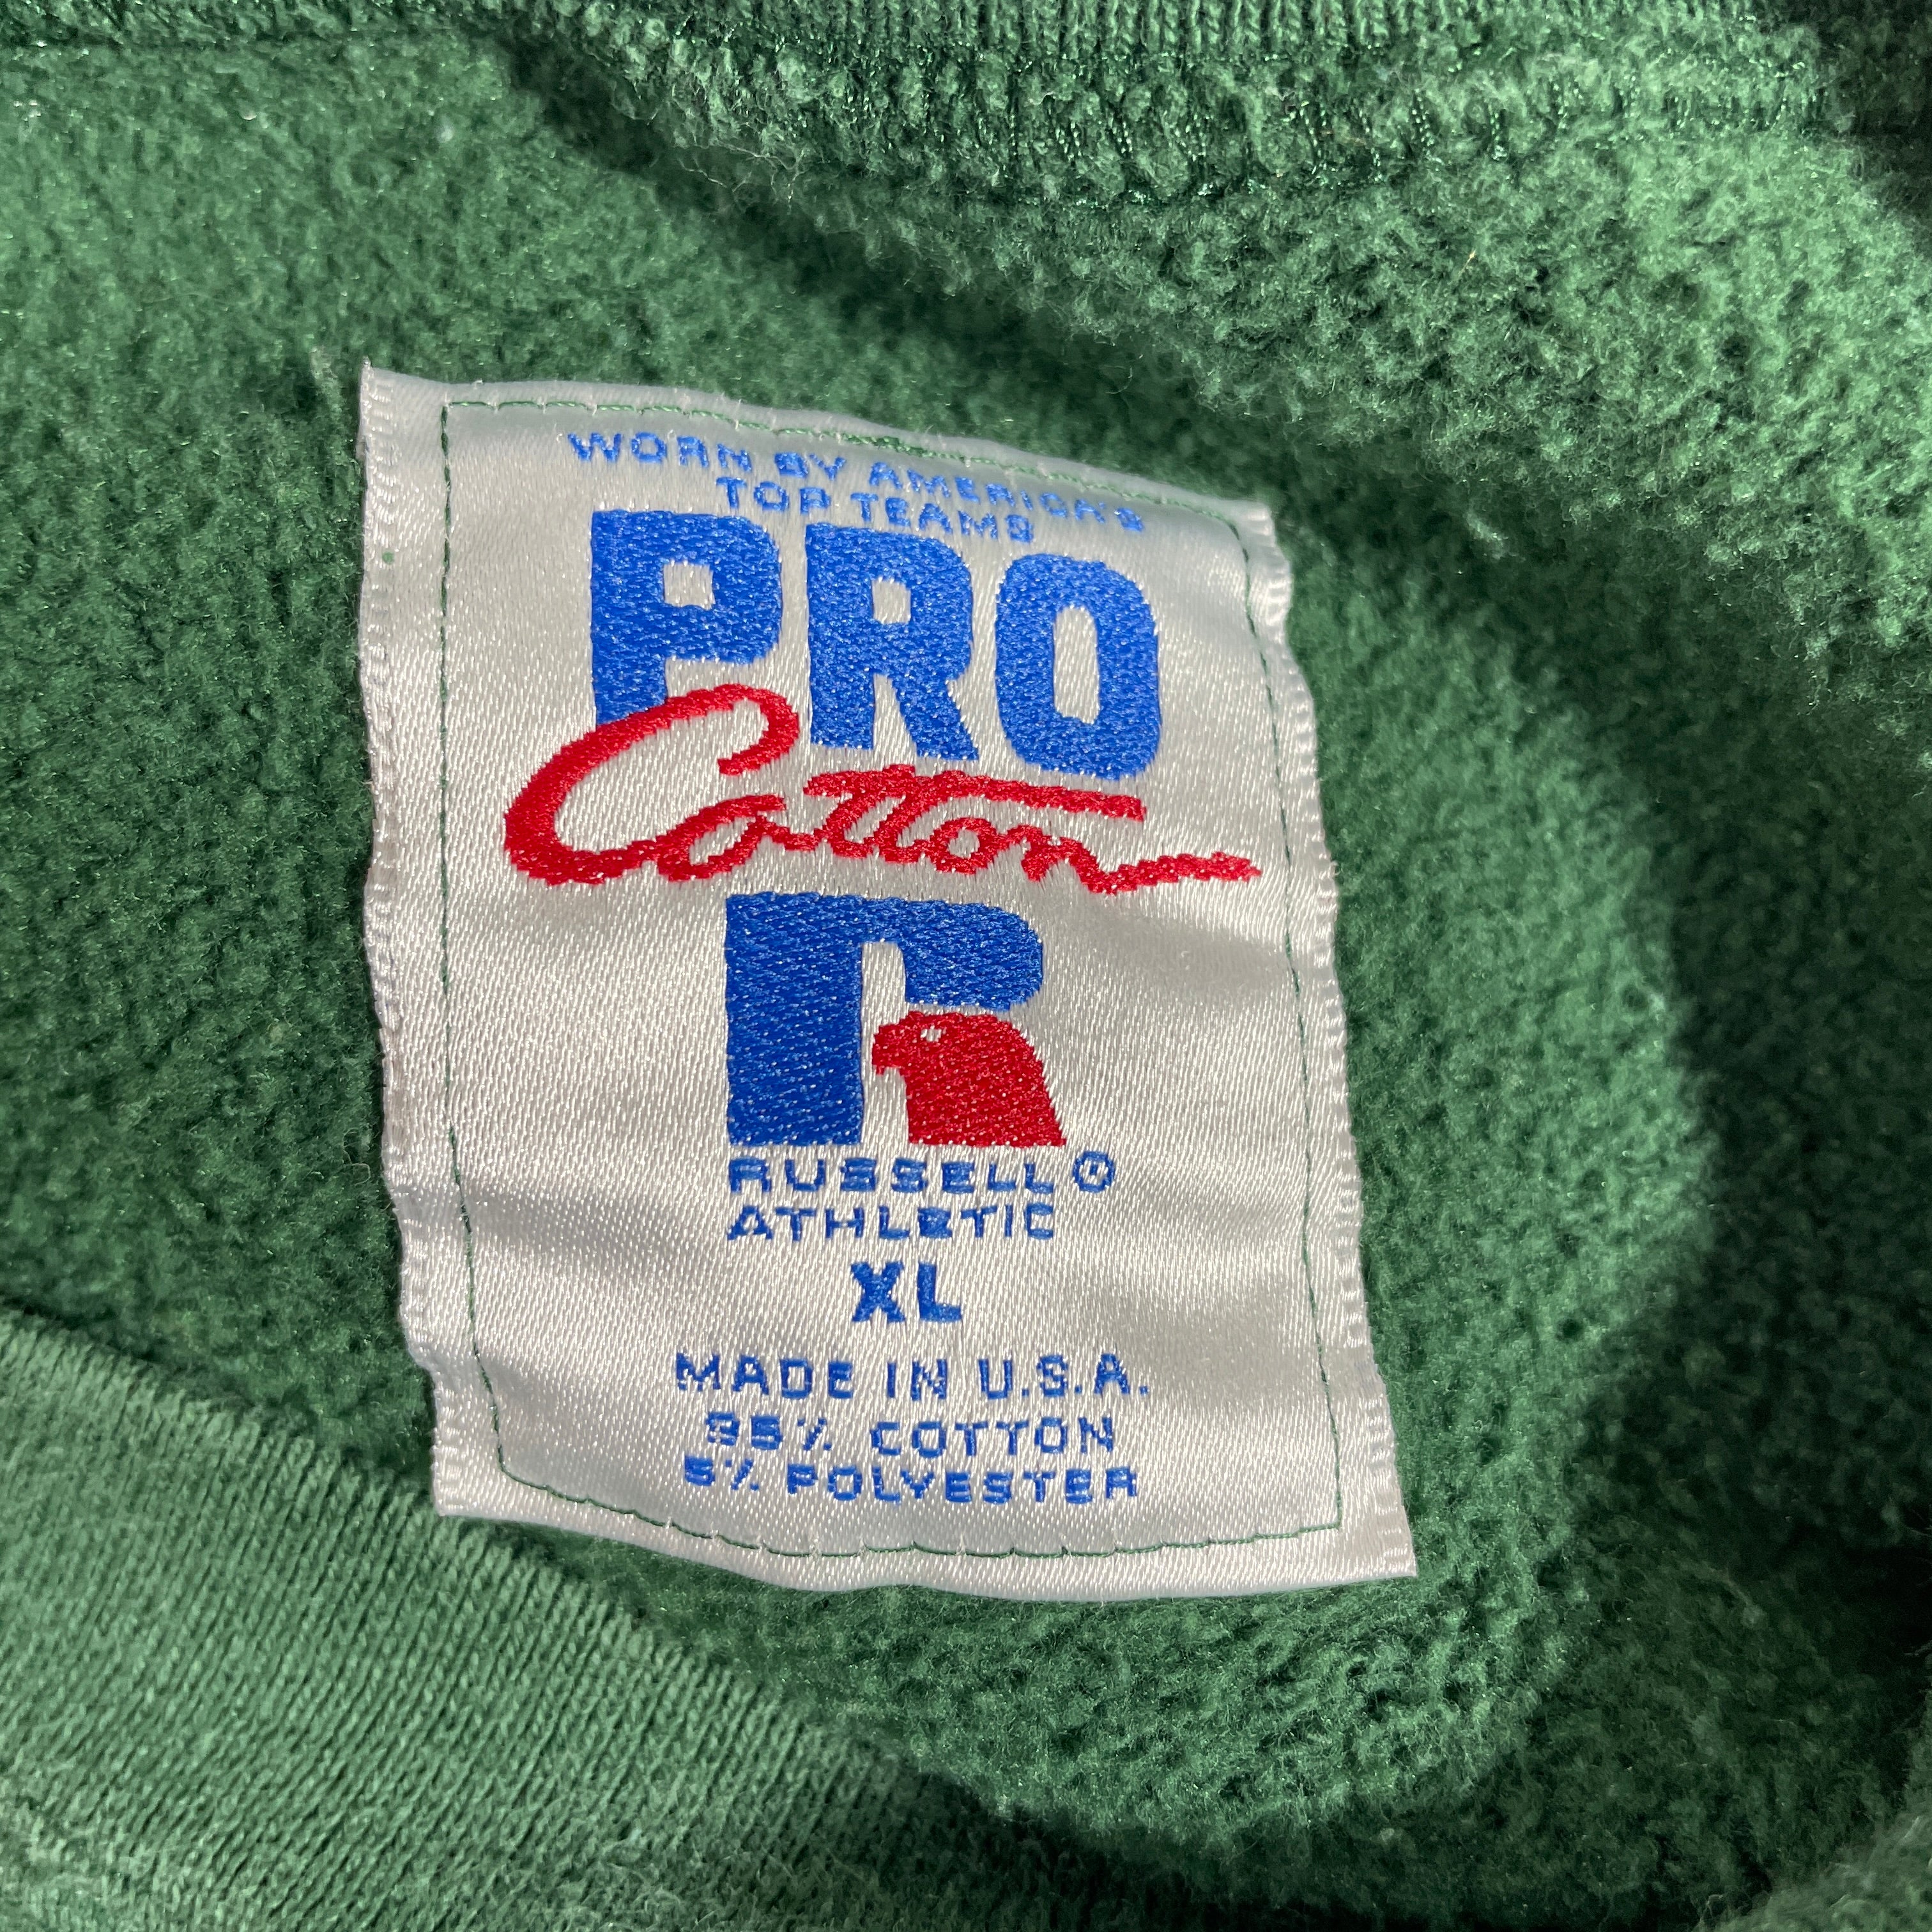 WORN BY AMERICA'S
TOP TEAMS
PRO
Cotton
R
RUSSELL®
ATHLETIC
XL
MADE IN U.S.A.
95% COTTON
5% POLYESTER